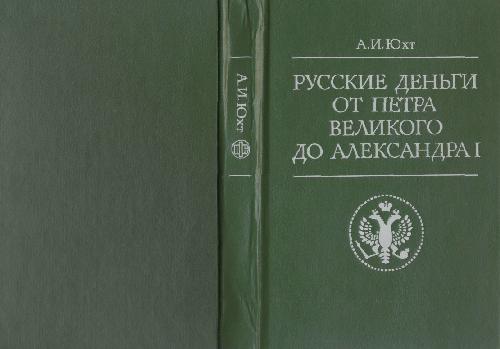 А.И.Юхт
А.И.Юхт
РУССКИЕ ДЕНЬГИ
ОТ ПЕТРА
ВЕЛИКОГО
ДО АЛЕКСАНДРА I